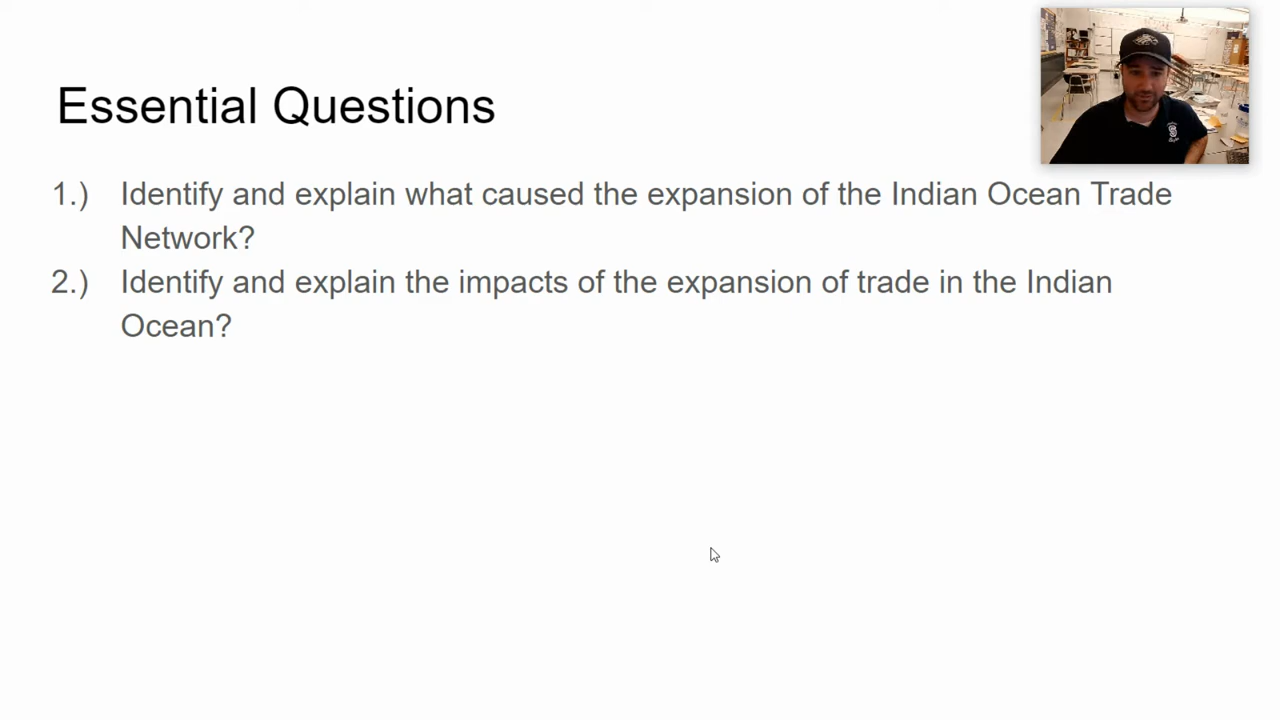 Essential Questions
1.) Identify and explain what caused the expansion of the Indian Ocean Trade
Network?
2.) Identify and explain the impacts of the expansion of trade in the Indian
Ocean?